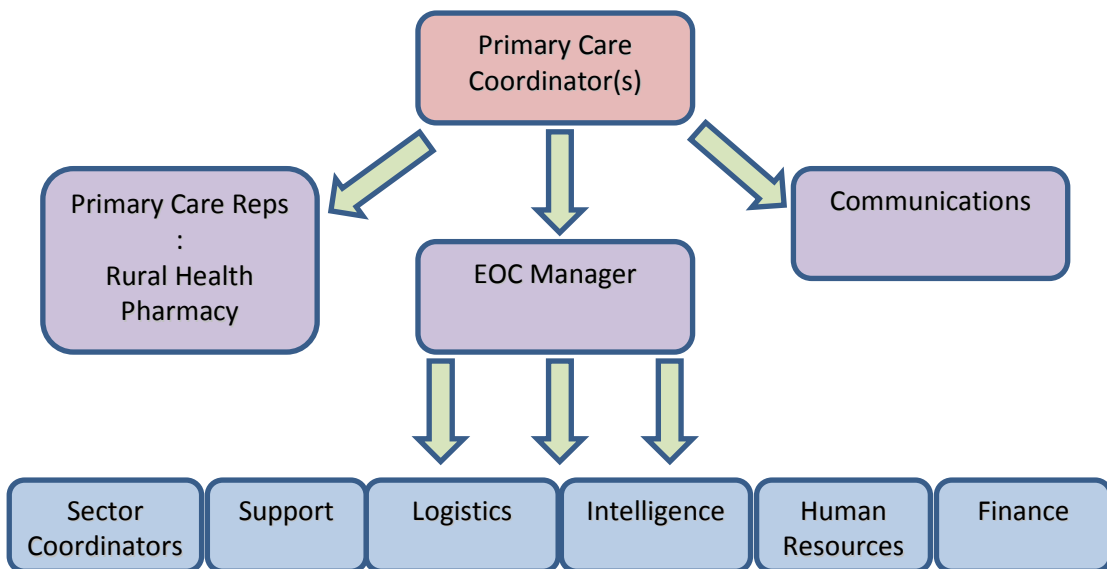 Primary Care
Coordinator(s)
Primary Care Reps
:
Rural Health
Pharmacy
EOC Manager
Communications
Sector
Coordinators
Support
Logistics
Intelligence
Human
Resources
Finance